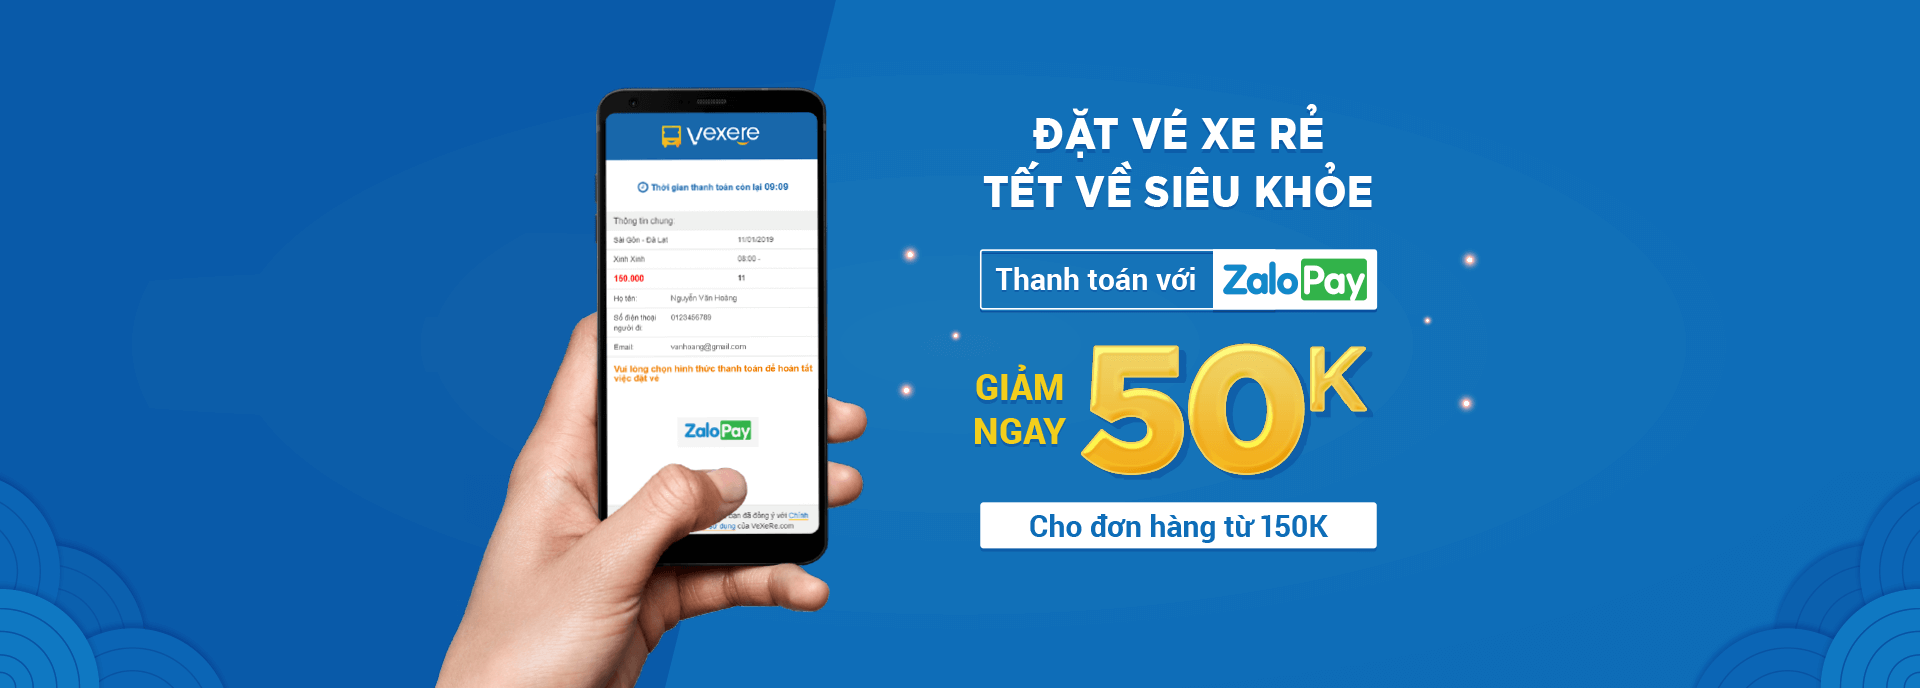 vexere
Thời gian thanh toán còn lại 09:09
Thông tin chung:
Sài Gòn - Đà Lạt 11/01/2019
Xinh Xinh 08:00 -
150.000 11
Họ tên: Nguyễn Văn Hoàng
Số điện thoại 0123456789
người đi:
Email: vanhoang@gmail.com
Vui lòng chọn hình thức thanh toán để hoàn tất
việc đặt vé
ZaloPay
bạn đã đồng ý với Chính
sử dụng của VeXeRe.com
ĐẶT VÉ XE RẺ
TẾT VỀ SIÊU KHỎE
Thanh toán với ZaloPay
GIẢM
NGAY
50K
Cho đơn hàng từ 150K